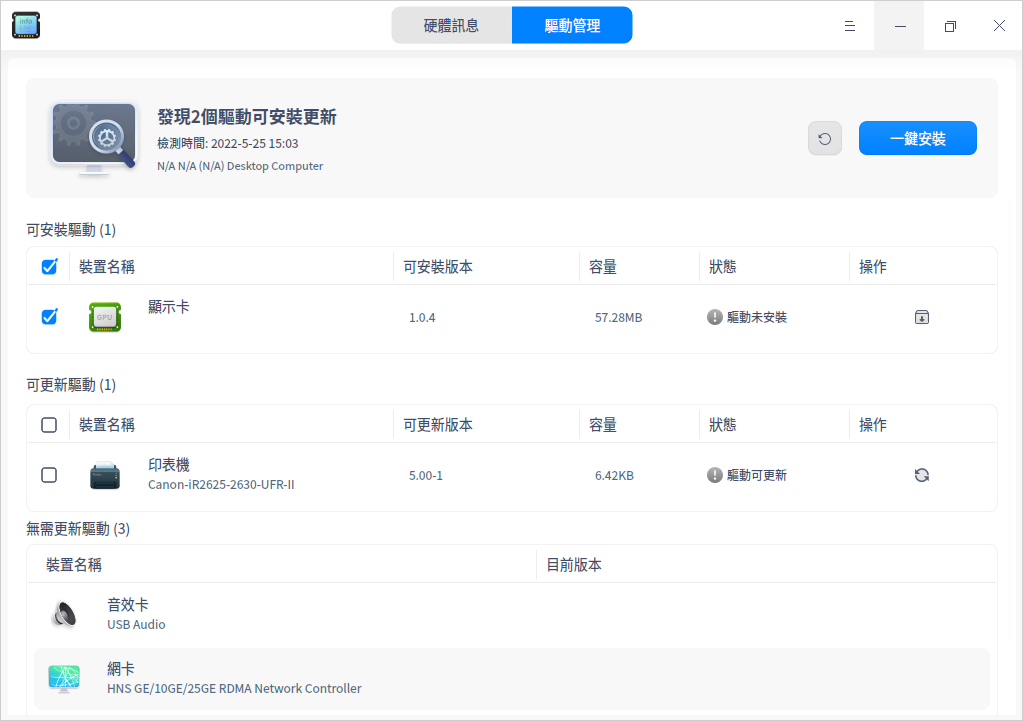 info
硬體訊息
驅動管理
發現2個驅動可安裝更新
檢測時間: 2022-5-25 15:03
N/A N/A (N/A) Desktop Computer
一鍵安裝
可安裝驅動 (1)
裝置名稱 可安裝版本 容量 狀態 操作
GPU 顯示卡 1.0.4 57.28MB 驅動未安裝
可更新驅動 (1)
裝置名稱 可更新版本 容量 狀態 操作
印表機 5.00-1 6.42KB 驅動可更新
Canon-iR2625-2630-UFR-II
無需更新驅動 (3)
裝置名稱 目前版本
音效卡
USB Audio
網卡
HNS GE/10GE/25GE RDMA Network Controller